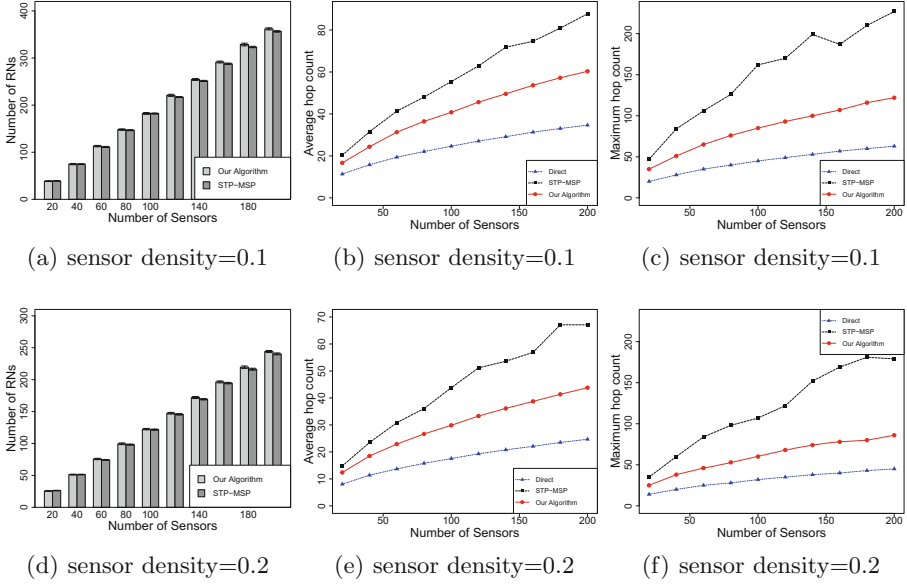 Number of RNs
400
300
200
100
0
Our Algorithm
STP−MSP
20 40 60 80 100 140 180
Number of Sensors
(a) sensor density=0.1
Average hop count
80
60
40
20
0
Direct
STP−MSP
Our Algorithm
50 100 150 200
Number of Sensors
(b) sensor density=0.1
Maximum hop count
200
150
100
50
0
Direct
STP−MSP
Our Algorithm
50 100 150 200
Number of Sensors
(c) sensor density=0.1
Number of RNs
300
250
200
150
100
50
0
Our Algorithm
STP−MSP
20 40 60 80 100 140 180
Number of Sensors
(d) sensor density=0.2
Average hop count
70
60
50
40
30
20
10
0
Direct
STP−MSP
Our Algorithm
50 100 150 200
Number of Sensors
(e) sensor density=0.2
Maximum hop count
200
150
100
50
0
Direct
STP−MSP
Our Algorithm
50 100 150 200
Number of Sensors
(f) sensor density=0.2